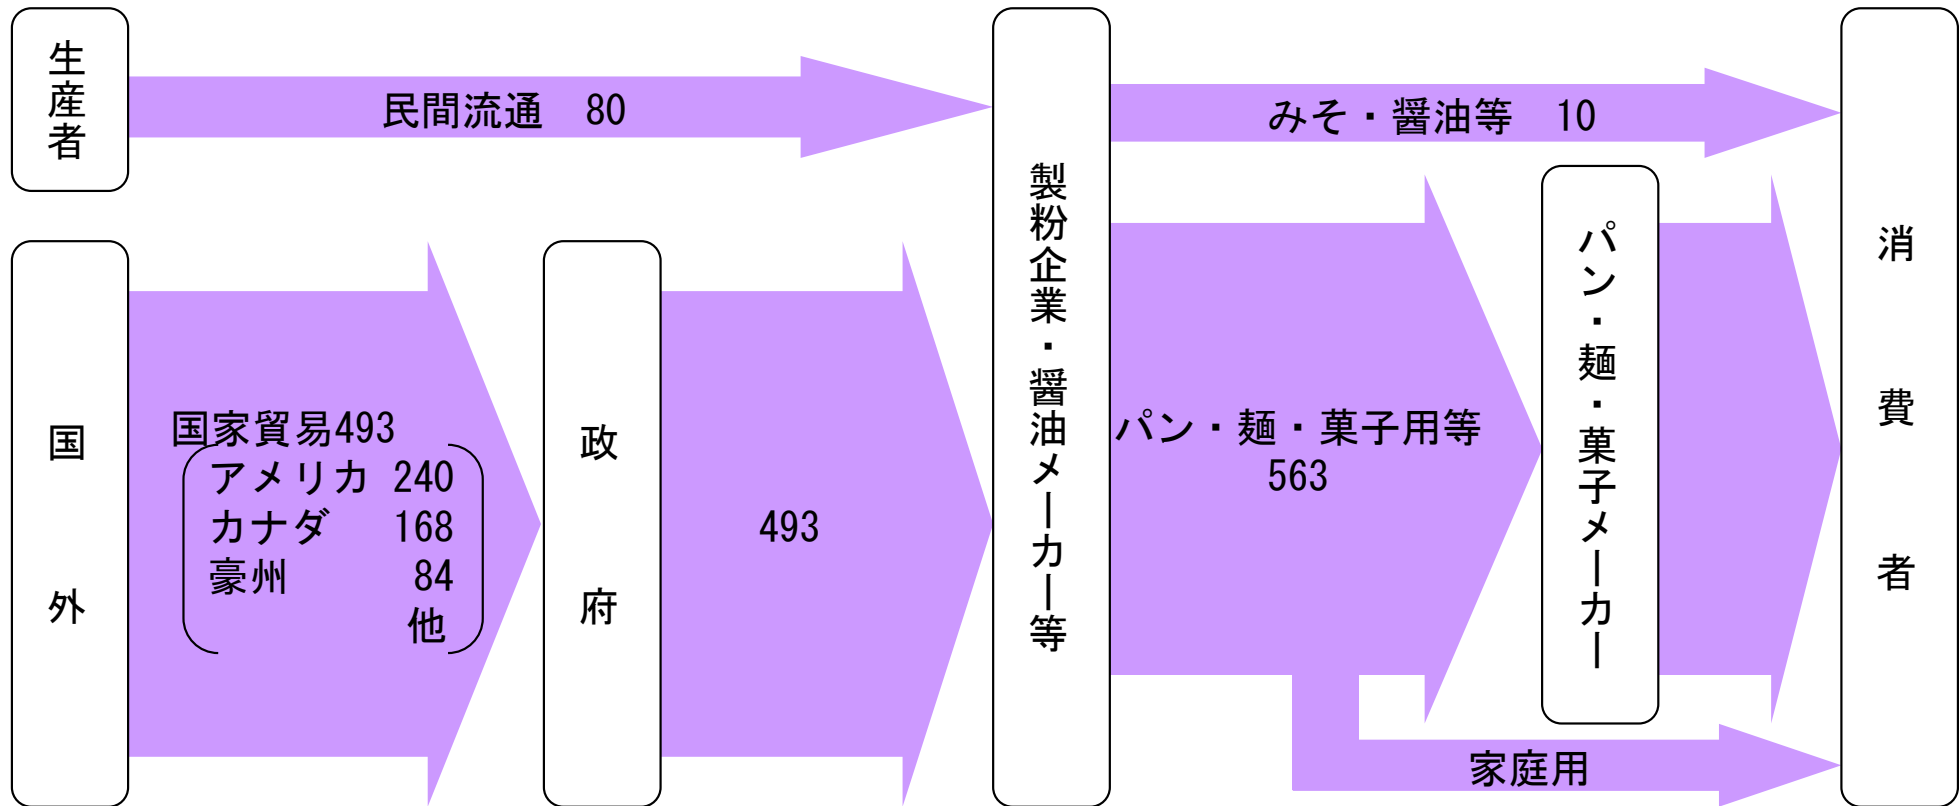 生産者
民間流通　80
国外
国家貿易493
アメリカ 240
カナダ 168
豪州 84
他
政府
493
製粉企業・醤油メーカー等
みそ・醤油等　10
パン・麺・菓子用等
563
パン・麺・菓子メーカー
家庭用
消費者